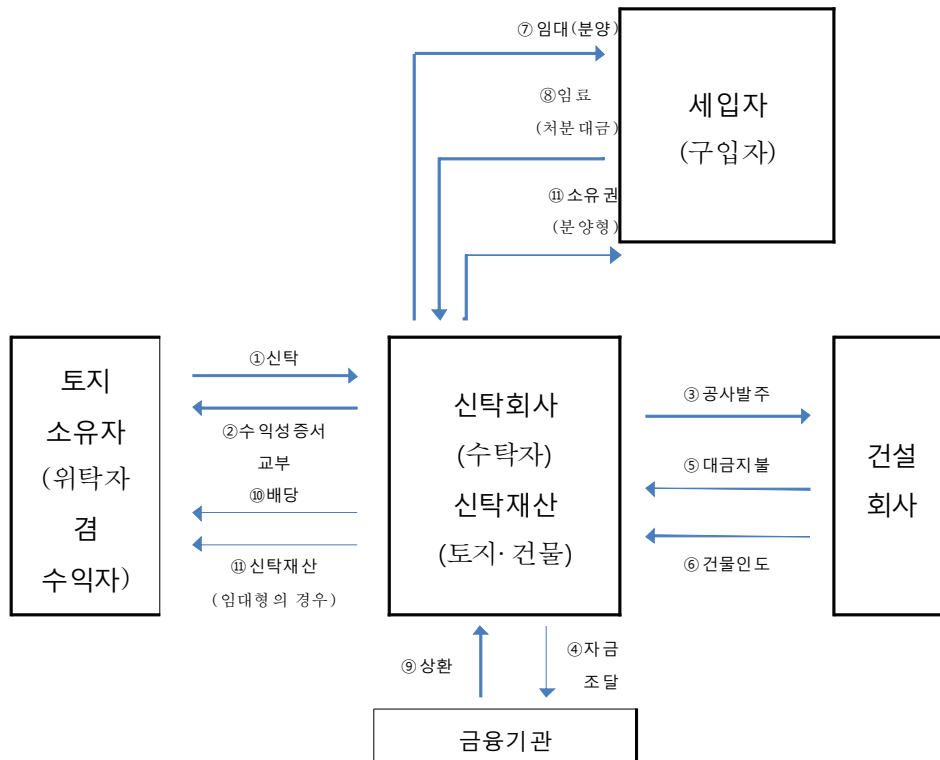 ⑦임대(분양)
⑧임료
(처분대금)
⑪소유권
(분양형)
세입자
(구입자)
토지
소유자
(위탁자
겸
수익자)
①신탁
②수익성증서
교부
⑩배당
⑪신탁재산
(임대형의 경우)
신탁회사
(수탁자)
신탁재산
(토지·건물)
③공사발주
⑤대금지불
⑥건물인도
건설
회사
⑨상환
④자금
조달
금융기관